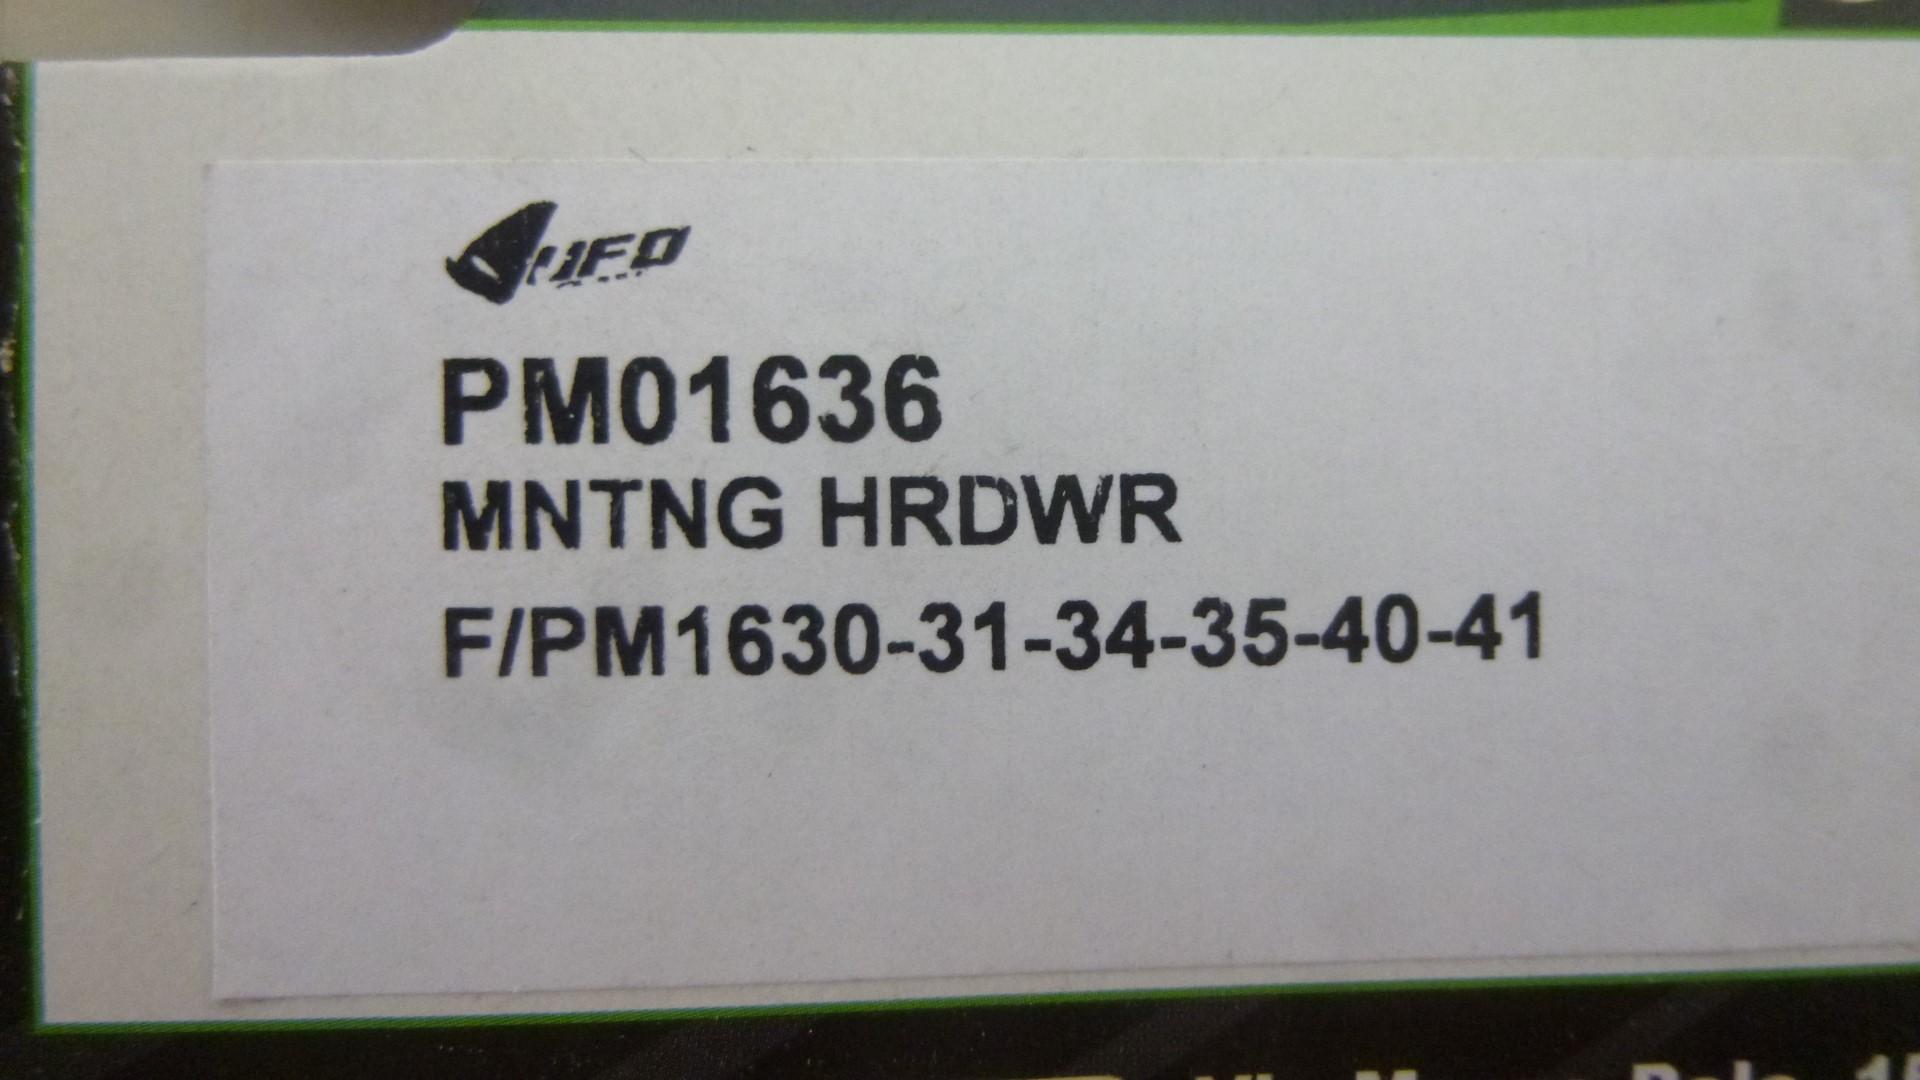 UFO
PM01636
MNTNG HRDWR
F/PM1630-31-34-35-40-41